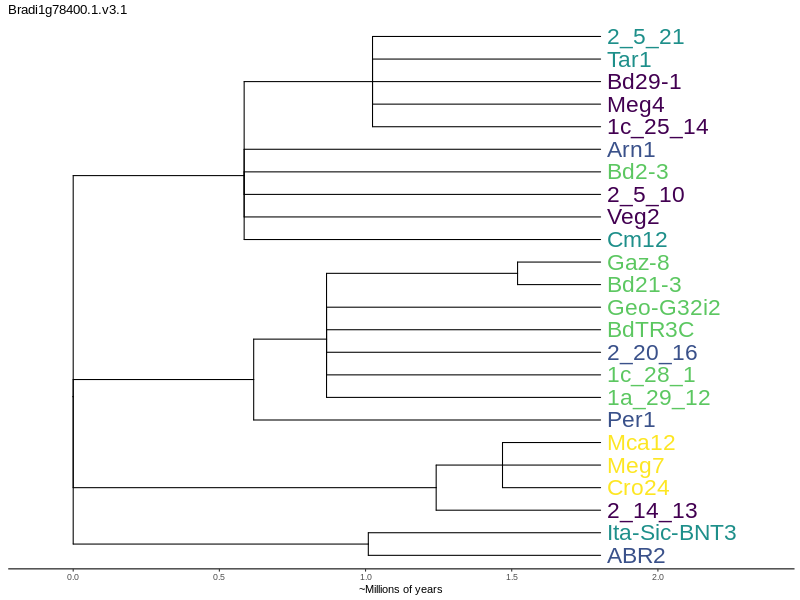 Bradi1g78400.1.v3.1
2_5_21
Tar1
Bd29-1
Meg4
1c_25_14
Arn1
Bd2-3
2_5_10
Veg2
Cm12
Gaz-8
Bd21-3
Geo-G32i2
BdTR3C
2_20_16
1c_28_1
1a_29_12
Per1
Mca12
Meg7
Cro24
2_14_13
Ita-Sic-BNT3
ABR2
0.0 0.5 1.0 1.5 2.0
~Millions of years